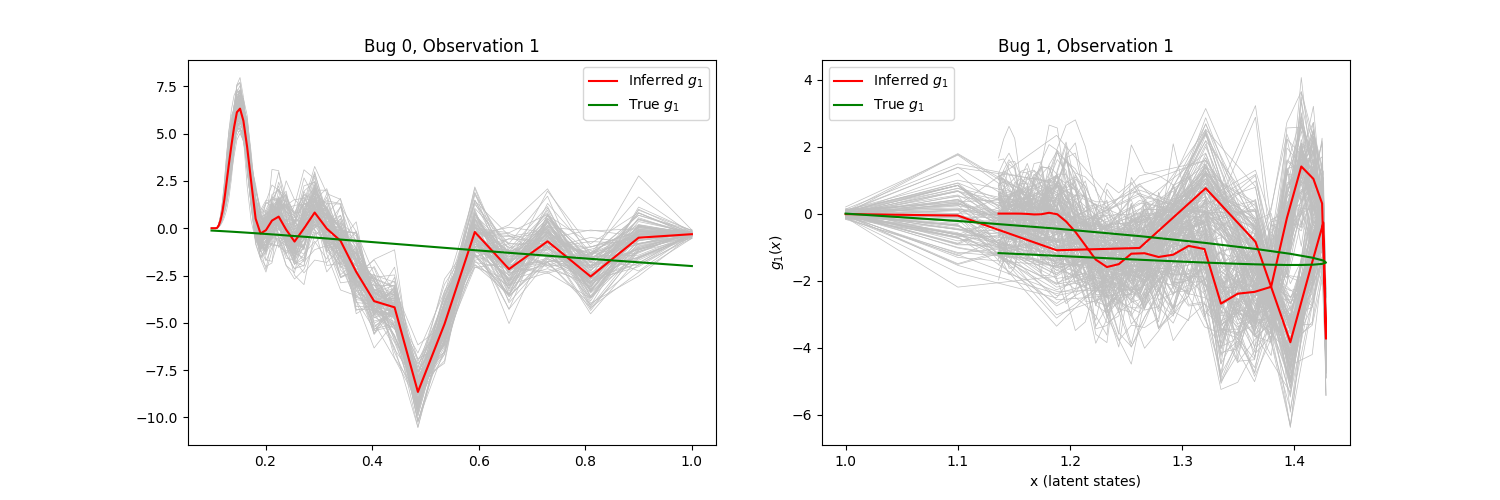 Bug 0, Observation 1
7.5
5.0
2.5
0.0
−2.5
−5.0
−7.5
−10.0
0.2 0.4 0.6 0.8 1.0
Inferred g₁
True g₁
Bug 1, Observation 1
g₁(x)
4
2
0
−2
−4
−6
1.0 1.1 1.2 1.3 1.4
x (latent states)
Inferred g₁
True g₁